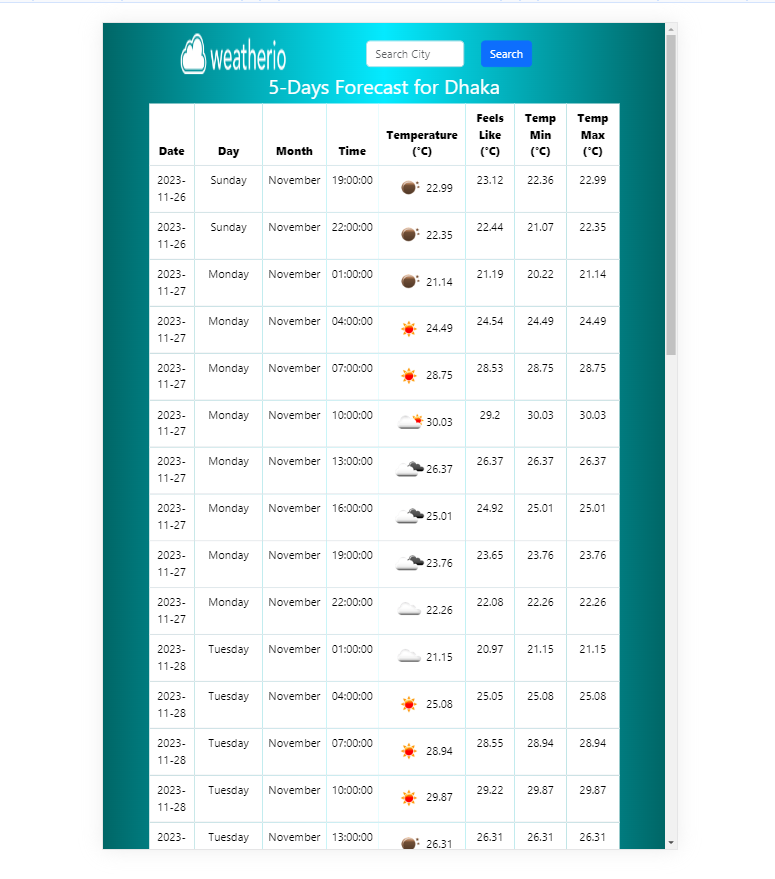 weatherio Search City Search
5-Days Forecast for Dhaka
Date Day Month Time Temperature (°C) Feels Like (°C) Temp Min (°C) Temp Max (°C)
2023-11-26 Sunday November 19:00:00 22.99 23.12 22.36 22.99
2023-11-26 Sunday November 22:00:00 22.35 22.44 21.07 22.35
2023-11-27 Monday November 01:00:00 21.14 21.19 20.22 21.14
2023-11-27 Monday November 04:00:00 24.49 24.54 24.49 24.49
2023-11-27 Monday November 07:00:00 28.75 28.53 28.75 28.75
2023-11-27 Monday November 10:00:00 30.03 29.2 30.03 30.03
2023-11-27 Monday November 13:00:00 26.37 26.37 26.37 26.37
2023-11-27 Monday November 16:00:00 25.01 24.92 25.01 25.01
2023-11-27 Monday November 19:00:00 23.76 23.65 23.76 23.76
2023-11-27 Monday November 22:00:00 22.26 22.08 22.26 22.26
2023-11-28 Tuesday November 01:00:00 21.15 20.97 21.15 21.15
2023-11-28 Tuesday November 04:00:00 25.08 25.05 25.08 25.08
2023-11-28 Tuesday November 07:00:00 28.94 28.55 28.94 28.94
2023-11-28 Tuesday November 10:00:00 29.87 29.22 29.87 29.87
2023- Tuesday November 13:00:00 26.31 26.31 26.31 26.31